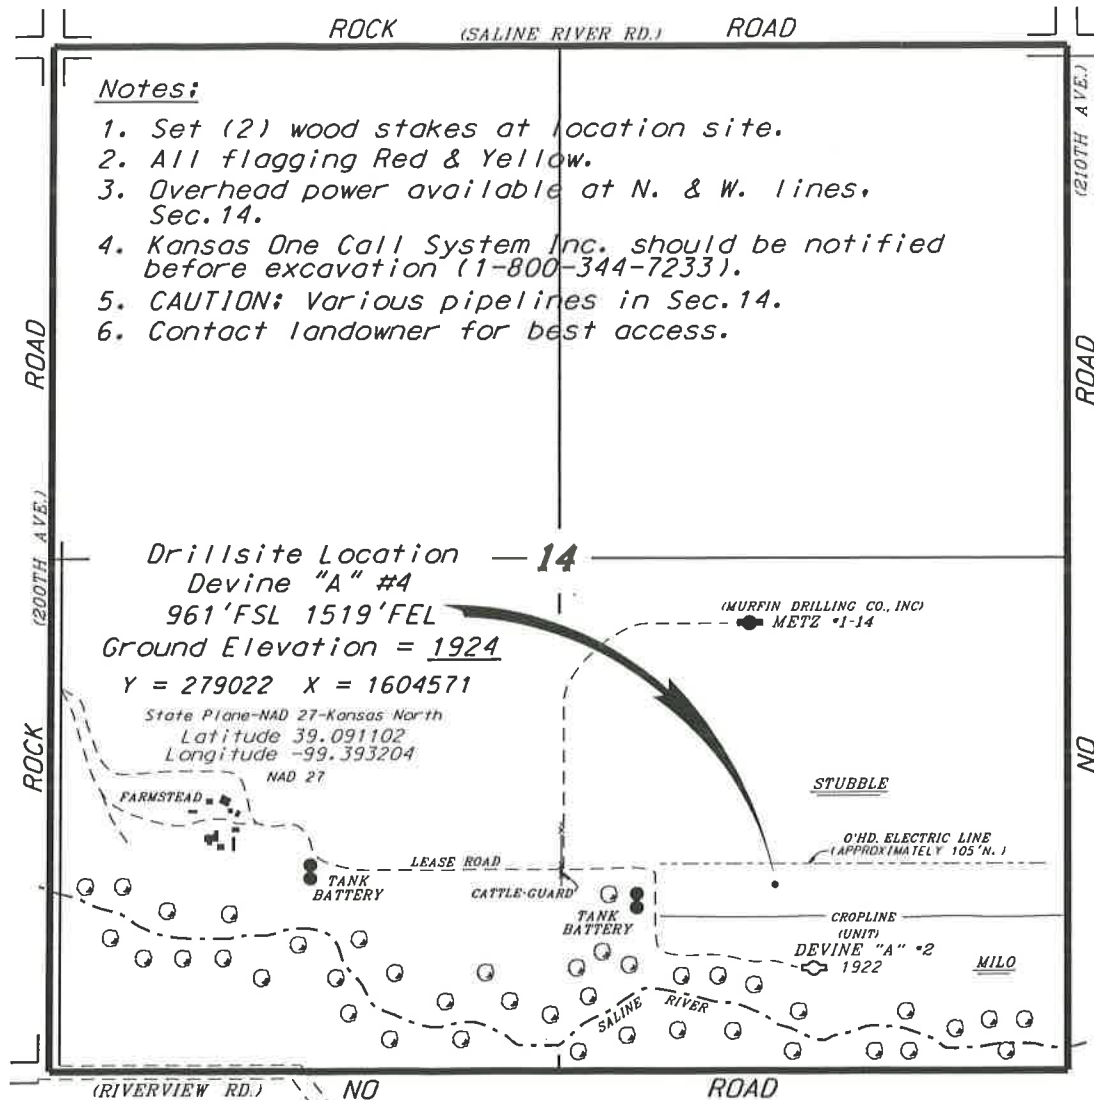 ROCK (SALINE RIVER RD.) ROAD
Notes:
1. Set (2) wood stakes at location site.
2. All flagging Red & Yellow.
3. Overhead power available at N. & W. lines,
Sec. 14.
4. Kansas One Call System Inc. should be notified
before excavation (1-800-344-7233).
5. CAUTION: Various pipelines in Sec. 14.
6. Contact landowner for best access.
(210TH AVE.)
ROAD
ROAD
(200TH AVE.)
14
Drillsite Location
Devine "A" #4
961'FSL 1519'FEL
Ground Elevation = 1924
Y = 279022 X = 1604571
State Plane-NAD 27-Kansas North
Latitude 39.091102
Longitude -99.393204
NAD 27
(MURFIN DRILLING CO., INC)
METZ #1-14
ROCK
NO
STUBBLE
FARMSTEAD
O'HD. ELECTRIC LINE
(APPROXIMATELY 105'N.)
LEASE ROAD
TANK
BATTERY
CATTLE-GUARD
TANK
BATTERY
CROPLINE
(UNIT)
DEVINE "A" #2
1922
MILO
SALINE RIVER
(RIVERVIEW RD.) NO ROAD